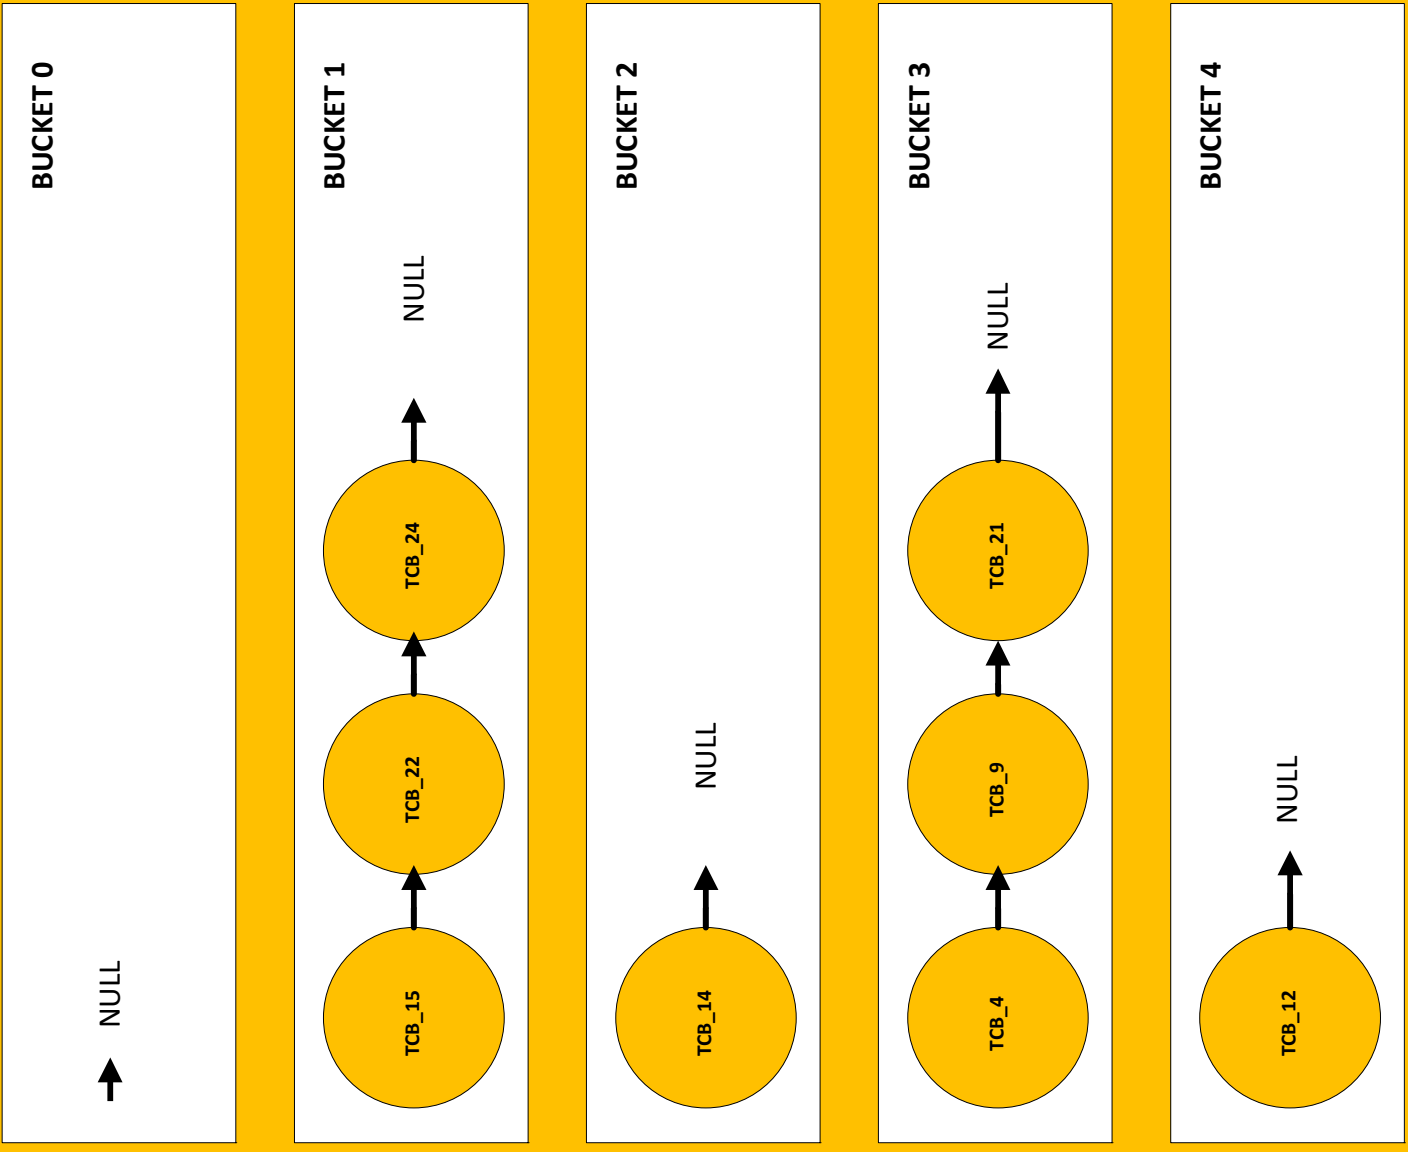 BUCKET 0
NULL
BUCKET 1
TCB_15
TCB_22
TCB_24
NULL
BUCKET 2
TCB_14
NULL
BUCKET 3
TCB_4
TCB_9
TCB_21
NULL
BUCKET 4
TCB_12
NULL